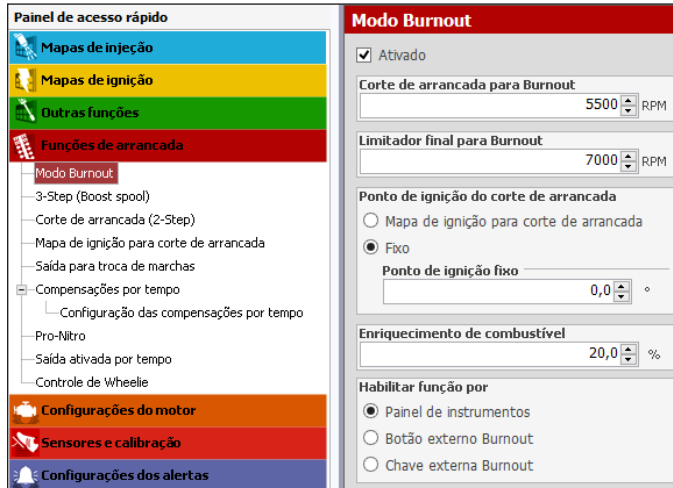 Painel de acesso rápido
Mapas de injeção
Mapas de ignição
Outras funções
Funções de arrancada
Modo Burnout
3-Step (Boost spool)
Corte de arrancada (2-Step)
Mapa de ignição para corte de arrancada
Saída para troca de marchas
Compensações por tempo
Configuração das compensações por tempo
Pro-Nitro
Saída ativada por tempo
Controle de Wheelie
Configurações do motor
Sensores e calibração
Configurações dos alertas
Modo Burnout
Ativado
Corte de arrancada para Burnout
5500 RPM
Limitador final para Burnout
7000 RPM
Ponto de ignição do corte de arrancada
Mapa de ignição para corte de arrancada
Fixo
Ponto de ignição fixo
0,0 °
Enriquecimento de combustível
20,0 %
Habilitar função por
Painel de instrumentos
Botão externo Burnout
Chave externa Burnout